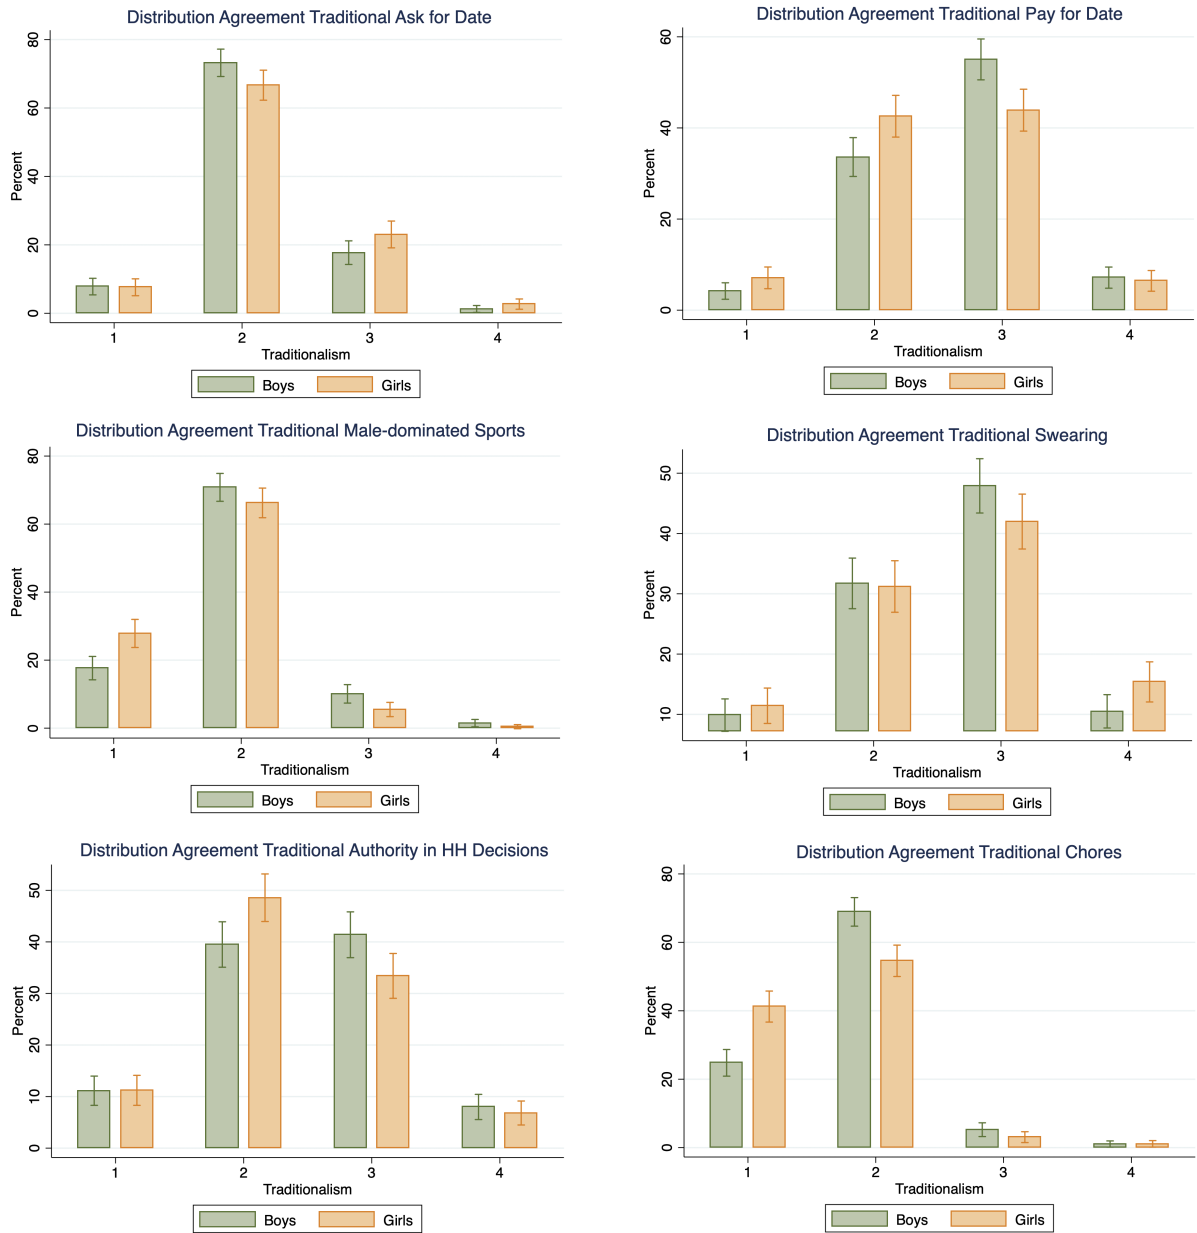 Distribution Agreement Traditional Ask for Date
80
60
40
20
0
Percent
1 2 3 4
Traditionalism
Boys Girls
Distribution Agreement Traditional Pay for Date
60
40
20
0
Percent
1 2 3 4
Traditionalism
Boys Girls
Distribution Agreement Traditional Male-dominated Sports
80
60
40
20
0
Percent
1 2 3 4
Traditionalism
Boys Girls
Distribution Agreement Traditional Swearing
50
40
30
20
10
Percent
1 2 3 4
Traditionalism
Boys Girls
Distribution Agreement Traditional Authority in HH Decisions
50
40
30
20
10
0
Percent
1 2 3 4
Traditionalism
Boys Girls
Distribution Agreement Traditional Chores
80
60
40
20
0
Percent
1 2 3 4
Traditionalism
Boys Girls